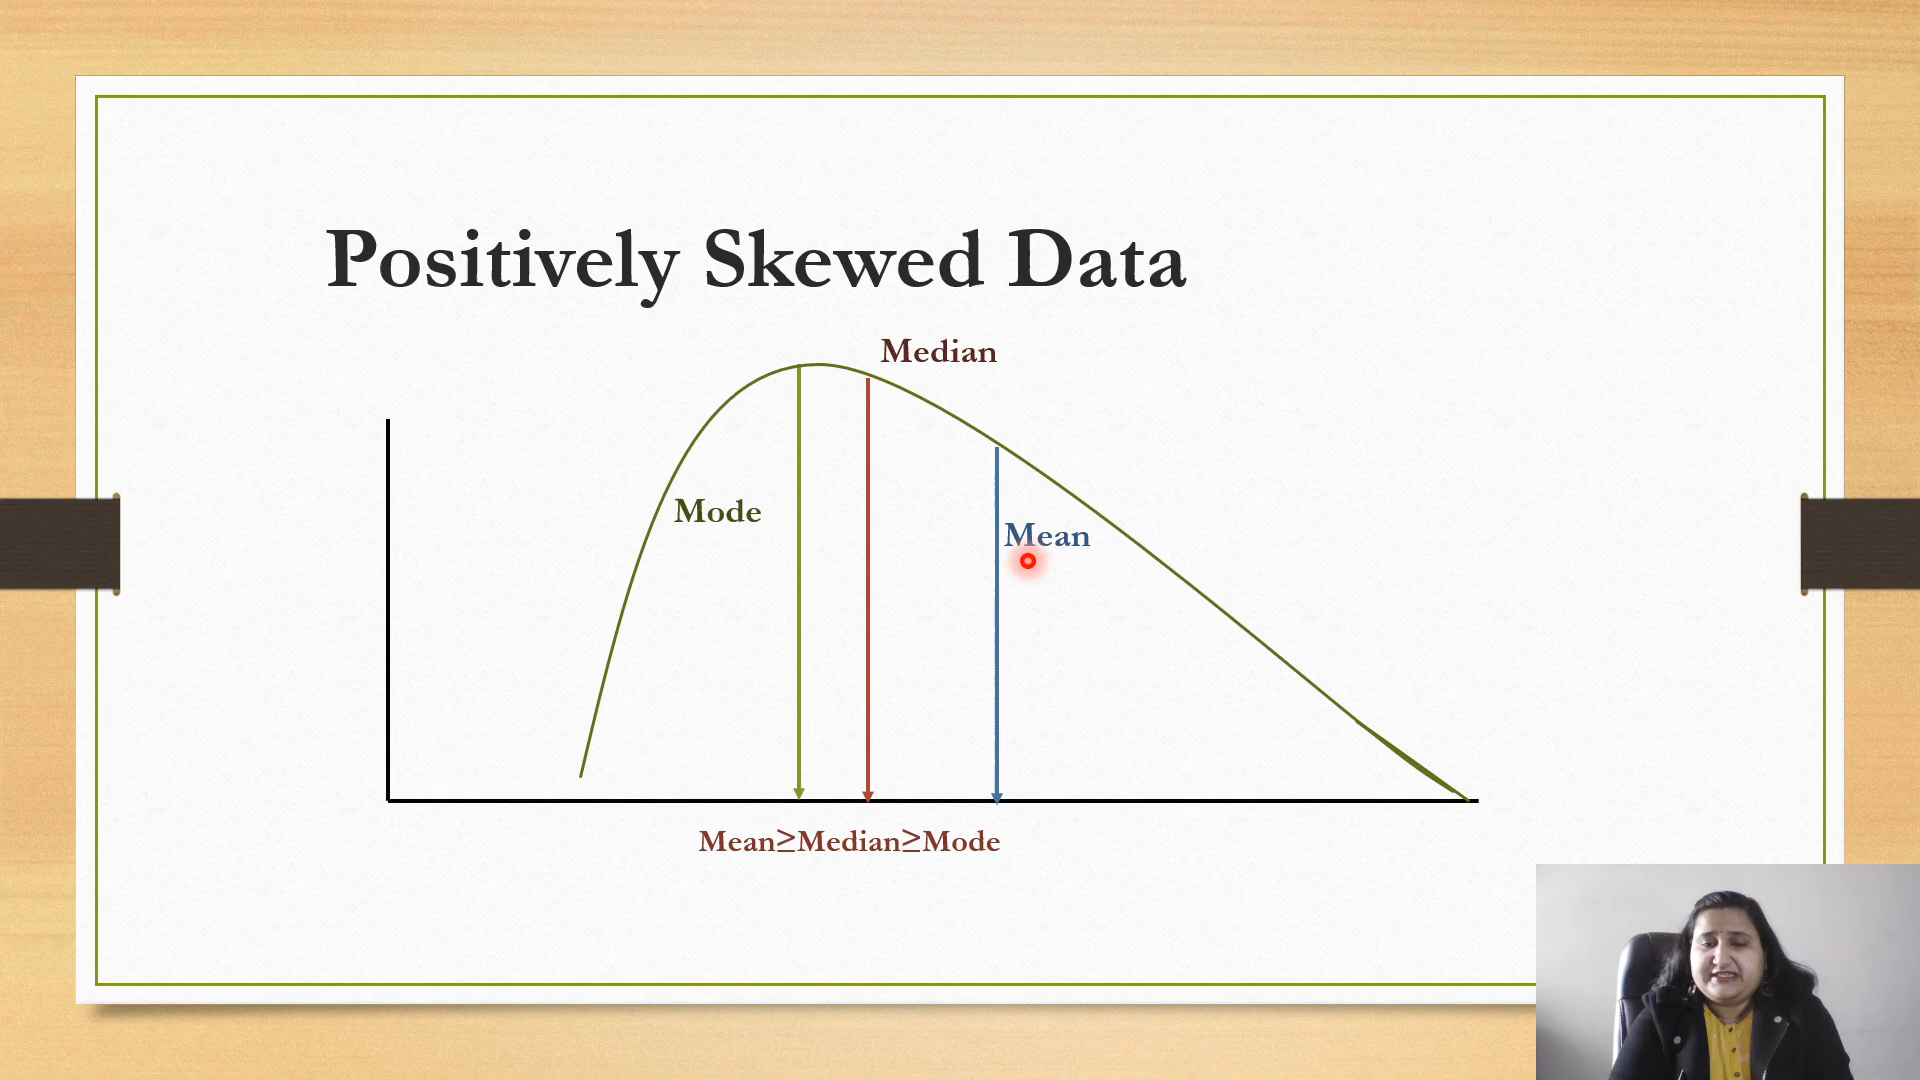 Positively Skewed Data
Median
Mode
Mean
Mean≥Median≥Mode